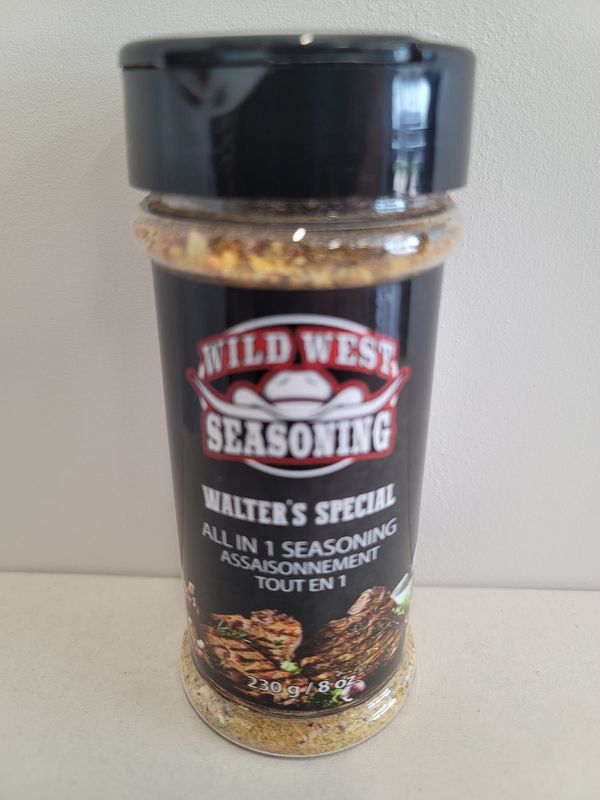 WILD WEST
SEASONING
WALTER'S SPECIAL
ALL IN 1 SEASONING
ASSAISONNEMENT
TOUT EN 1
230 g / 8 oz